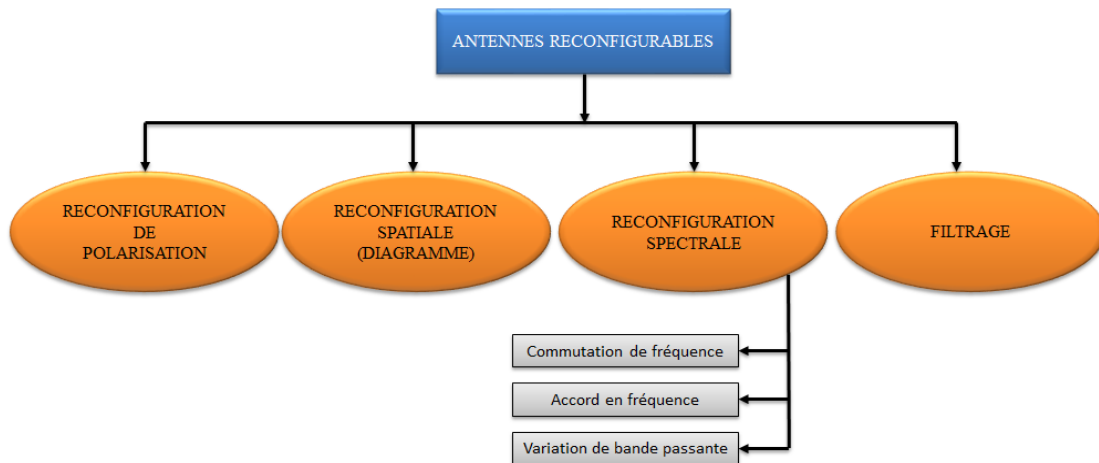 ANTENNES RECONFIGURABLES
RECONFIGURATION
DE
POLARISATION
RECONFIGURATION
SPATIALE
(DIAGRAMME)
RECONFIGURATION
SPECTRALE
FILTRAGE
Commutation de fréquence
Accord en fréquence
Variation de bande passante